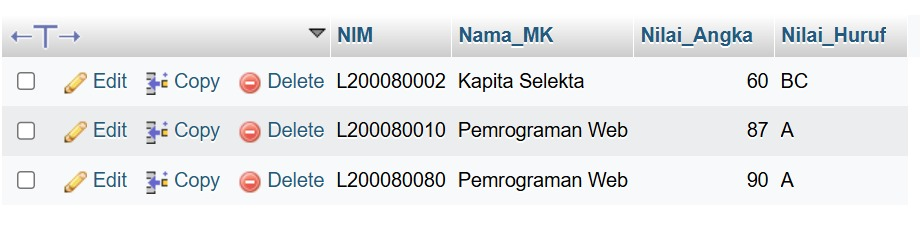 NIM Nama_MK Nilai_Angka Nilai_Huruf
Edit Copy Delete L200080002 Kapita Selekta 60 BC
Edit Copy Delete L200080010 Pemrograman Web 87 A
Edit Copy Delete L200080080 Pemrograman Web 90 A